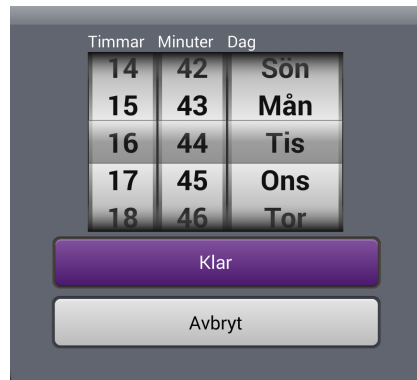 Timmar Minuter Dag
14 42 Sön
15 43 Mån
16 44 Tis
17 45 Ons
18 46 Tor
Klar
Avbryt